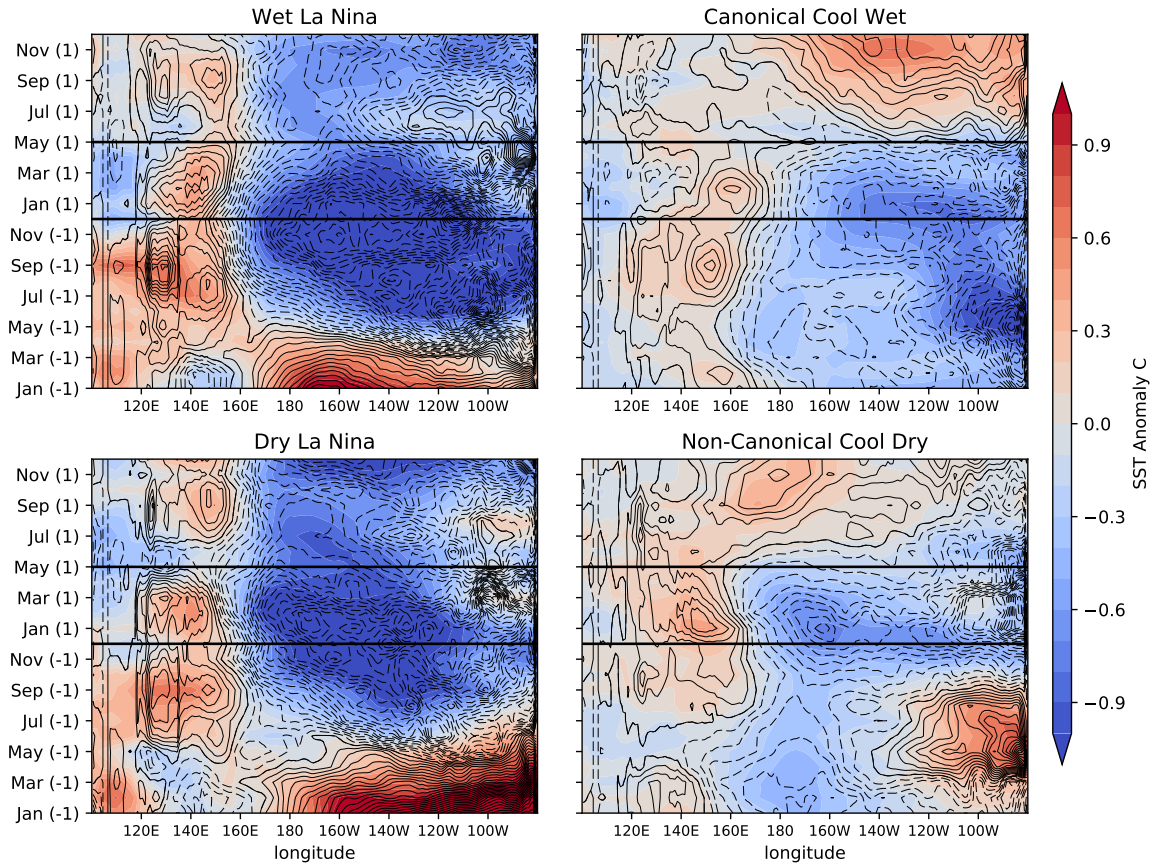 Wet La Nina
Canonical Cool Wet
Nov (1)
Sep (1)
Jul (1)
May (1)
Mar (1)
Jan (1)
Nov (-1)
Sep (-1)
Jul (-1)
May (-1)
Mar (-1)
Jan (-1)
120E 140E 160E 180 160W 140W 120W 100W
120E 140E 160E 180 160W 140W 120W 100W
Dry La Nina
Non-Canonical Cool Dry
Nov (1)
Sep (1)
Jul (1)
May (1)
Mar (1)
Jan (1)
Nov (-1)
Sep (-1)
Jul (-1)
May (-1)
Mar (-1)
Jan (-1)
120E 140E 160E 180 160W 140W 120W 100W
longitude
120E 140E 160E 180 160W 140W 120W 100W
longitude
0.9
0.6
0.3
0.0
−0.3
−0.6
−0.9
SST Anomaly C